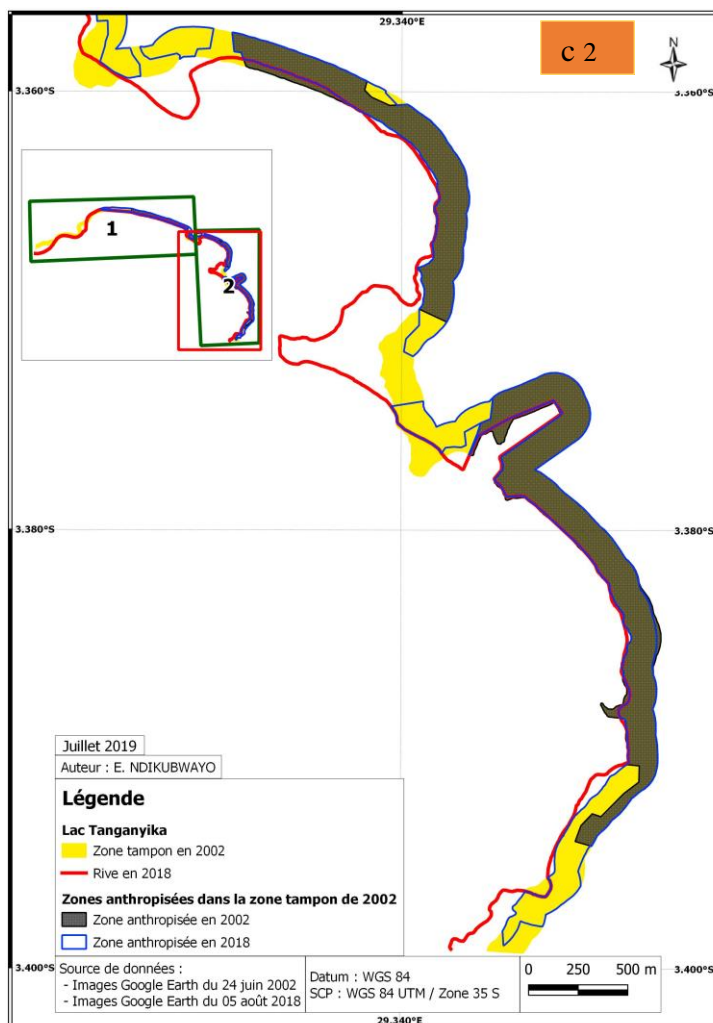 29.340°E
c 2
N
3.360°S
3.360°S
1
2
3.380°S
3.380°S
Juillet 2019
Auteur : E. NDIKUBWAYO
Légende
Lac Tanganyika
Zone tampon en 2002
Rive en 2018
Zones anthropisées dans la zone tampon de 2002
Zone anthropisée en 2002
Zone anthropisée en 2018
Source de données :
- Images Google Earth du 24 juin 2002
- Images Google Earth du 05 août 2018
Datum : WGS 84
SCP : WGS 84 UTM / Zone 35 S
0 250 500 m
3.400°S
3.400°S
29.340°E